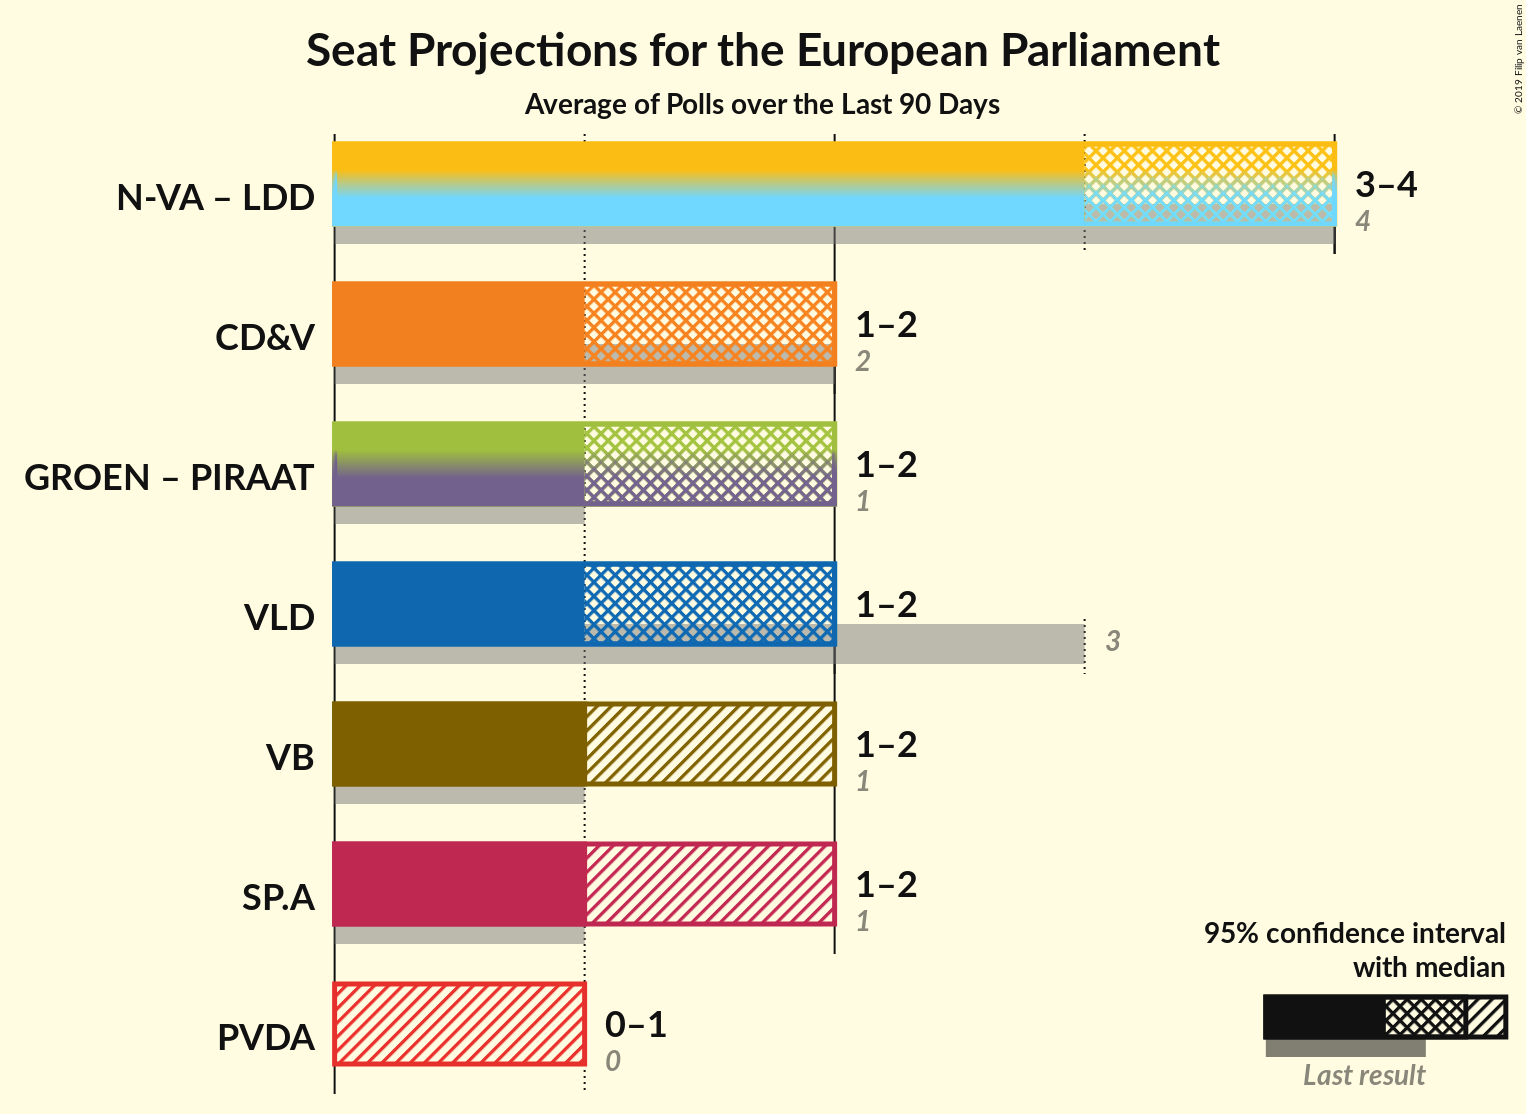 Seat Projections for the European Parliament
Average of Polls over the Last 90 Days
© 2019 Filip van Laenen
N-VA – LDD
3–4
4
CD&V
1–2
2
GROEN – PIRAAT
1–2
1
VLD
1–2
3
VB
1–2
1
SP.A
1–2
1
PVDA
0–1
0
95% confidence interval
with median
Last result